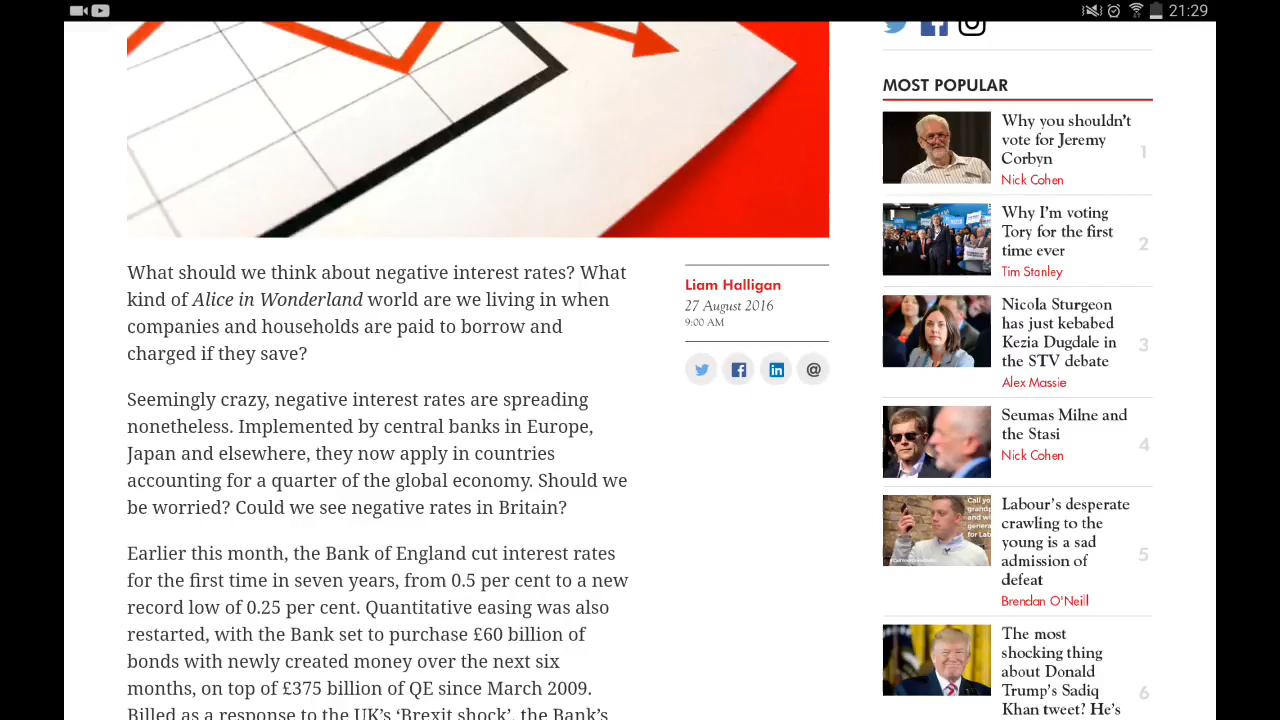 21:29
What should we think about negative interest rates? What
kind of Alice in Wonderland world are we living in when
companies and households are paid to borrow and
charged if they save?
Seemingly crazy, negative interest rates are spreading
nonetheless. Implemented by central banks in Europe,
Japan and elsewhere, they now apply in countries
accounting for a quarter of the global economy. Should we
be worried? Could we see negative rates in Britain?
Earlier this month, the Bank of England cut interest rates
for the first time in seven years, from 0.5 per cent to a new
record low of 0.25 per cent. Quantitative easing was also
restarted, with the Bank set to purchase £60 billion of
bonds with newly created money over the next six
months, on top of £375 billion of QE since March 2009.
Billed as a response to the UK's 'Brexit shock', the Bank's
Liam Halligan
27 August 2016
9:00 AM
MOST POPULAR
Why you shouldn't
vote for Jeremy
Corbyn
Nick Cohen
1
Why I'm voting
Tory for the first
time ever
Tim Stanley
2
Nicola Sturgeon
has just kebabed
Kezia Dugdale in
the STV debate
Alex Massie
3
Seumas Milne and
the Stasi
Nick Cohen
4
Labour's desperate
crawling to the
young is a sad
admission of
defeat
Brendan O'Neill
5
The most
shocking thing
about Donald
Trump's Sadiq
Khan tweet? He's
6